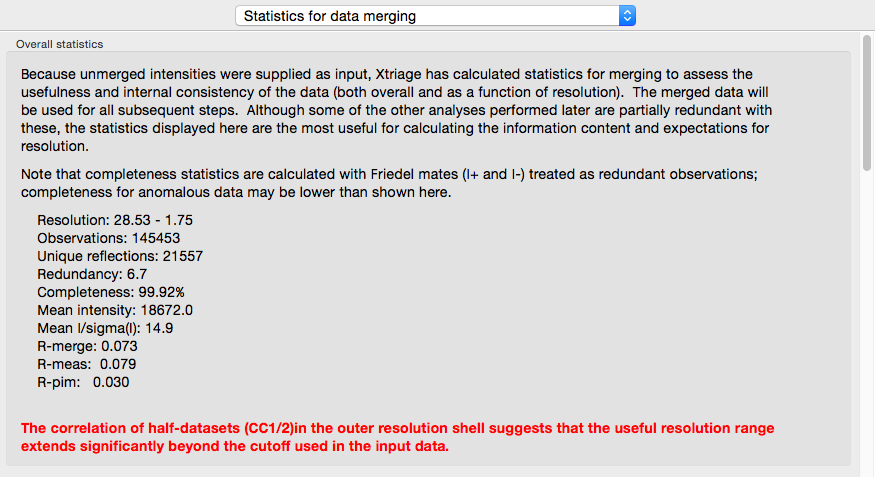 Statistics for data merging
Overall statistics
Because unmerged intensities were supplied as input, Xtriage has calculated statistics for merging to assess the
usefulness and internal consistency of the data (both overall and as a function of resolution).  The merged data will
be used for all subsequent steps.  Although some of the other analyses performed later are partially redundant with
these, the statistics displayed here are the most useful for calculating the information content and expectations for
resolution.
Note that completeness statistics are calculated with Friedel mates (I+ and I-) treated as redundant observations;
completeness for anomalous data may be lower than shown here.
Resolution: 28.53 - 1.75
Observations: 145453
Unique reflections: 21557
Redundancy: 6.7
Completeness: 99.92%
Mean intensity: 18672.0
Mean I/sigma(I): 14.9
R-merge: 0.073
R-meas:  0.079
R-pim:   0.030
The correlation of half-datasets (CC1/2)in the outer resolution shell suggests that the useful resolution range
extends significantly beyond the cutoff used in the input data.